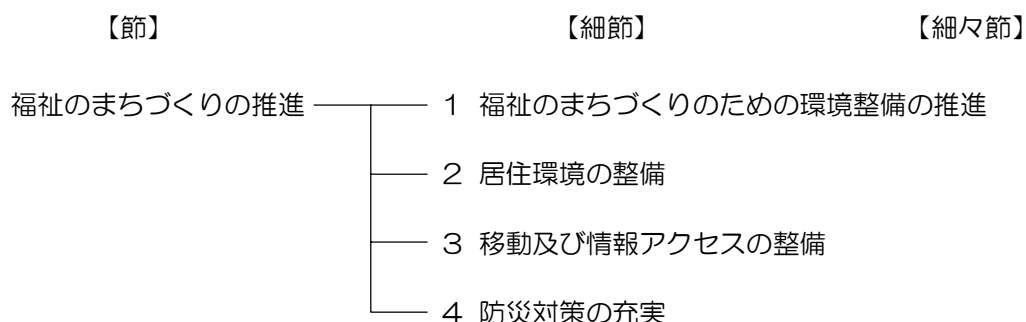 【節】 【細節】 【細々節】
福祉のまちづくりの推進 1 福祉のまちづくりのための環境整備の推進
2 居住環境の整備
3 移動及び情報アクセスの整備
4 防災対策の充実